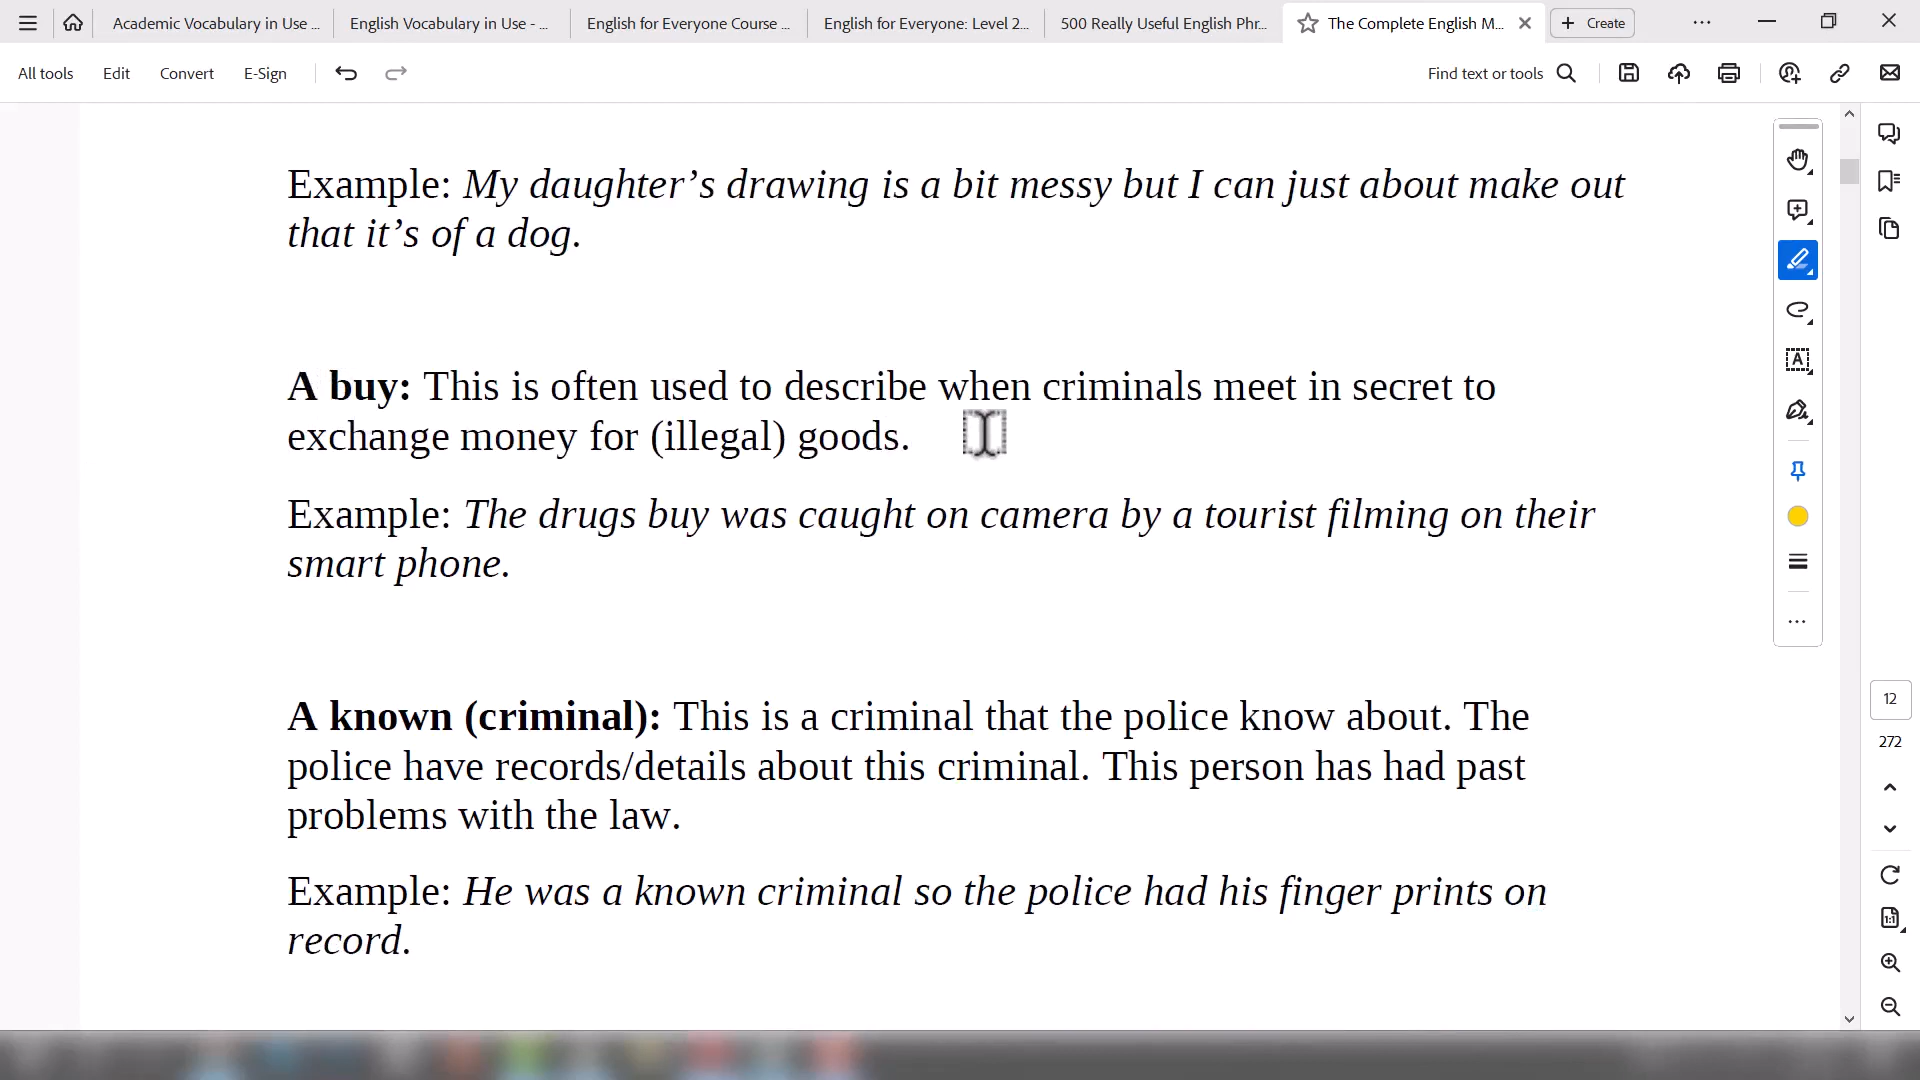 Academic Vocabulary in Use ...
English Vocabulary in Use - ...
English for Everyone Course ...
English for Everyone: Level 2...
500 Really Useful English Phr...
The Complete English M...
Create
All tools
Edit
Convert
E-Sign
Find text or tools
Example: My daughter’s drawing is a bit messy but I can just about make out
that it’s of a dog.
A buy: This is often used to describe when criminals meet in secret to
exchange money for (illegal) goods.
Example: The drugs buy was caught on camera by a tourist filming on their
smart phone.
A known (criminal): This is a criminal that the police know about. The
police have records/details about this criminal. This person has had past
problems with the law.
Example: He was a known criminal so the police had his finger prints on
record.
12
272